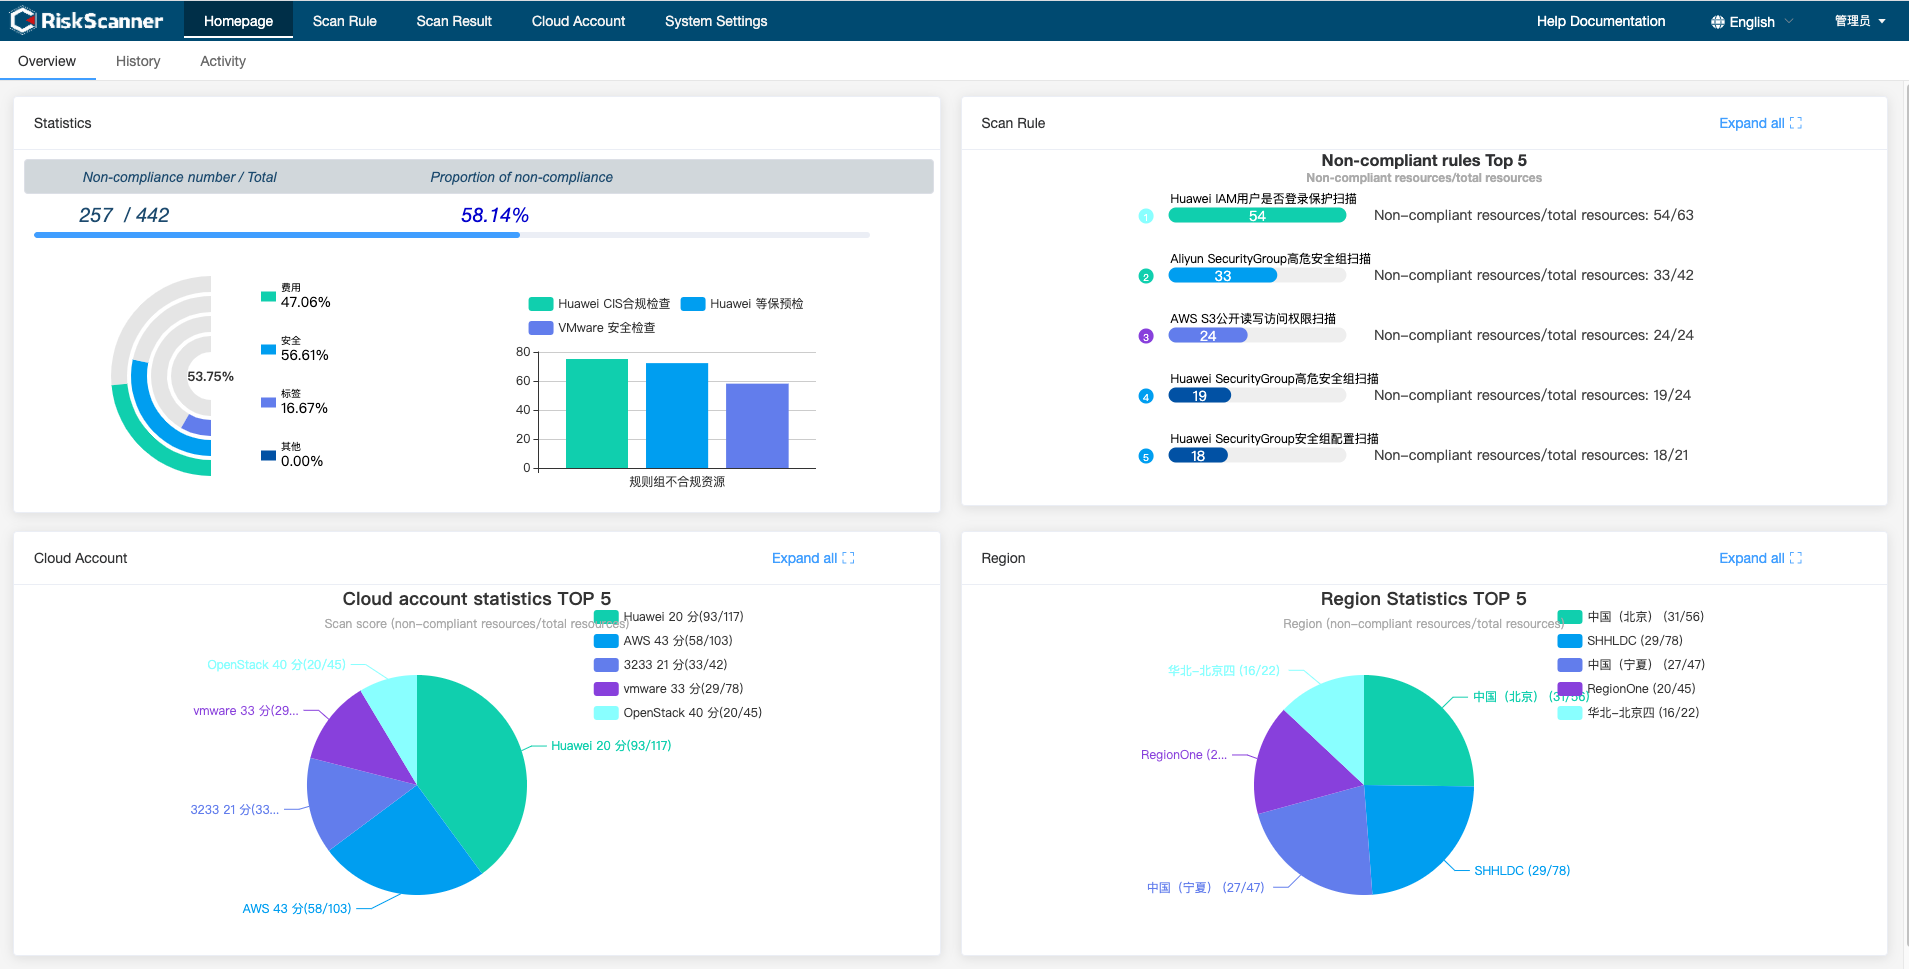 RiskScanner Homepage Scan Rule Scan Result Cloud Account System Settings Help Documentation English 管理员
Overview History Activity
Statistics
Non-compliance number / Total Proportion of non-compliance
257 / 442 58.14%
费用
47.06%
安全
56.61%
标签
16.67%
其他
0.00%
53.75%
Huawei CIS合规检查 Huawei 等保预检
VMware 安全检查
80
60
40
20
0
规则组不合规资源
Scan Rule Expand all
Non-compliant rules Top 5
Non-compliant resources/total resources
Huawei IAM用户是否登录保护扫描
1 54 Non-compliant resources/total resources: 54/63
Aliyun SecurityGroup高危安全组扫描
2 33 Non-compliant resources/total resources: 33/42
AWS S3公开读写访问权限扫描
3 24 Non-compliant resources/total resources: 24/24
Huawei SecurityGroup高危安全组扫描
4 19 Non-compliant resources/total resources: 19/24
Huawei SecurityGroup安全组配置扫描
5 18 Non-compliant resources/total resources: 18/21
Cloud Account Expand all
Cloud account statistics TOP 5
Scan score (non-compliant resources/total resources)
Huawei 20 分(93/117)
AWS 43 分(58/103)
3233 21 分(33/42)
vmware 33 分(29/78)
OpenStack 40 分(20/45)
OpenStack 40 分(20/45)
vmware 33 分(29...
Huawei 20 分(93/117)
3233 21 分(33...
AWS 43 分(58/103)
Region Expand all
Region Statistics TOP 5
Region (non-compliant resources/total resources)
中国（北京） (31/56)
SHHLDC (29/78)
中国（宁夏） (27/47)
RegionOne (20/45)
华北-北京四 (16/22)
华北-北京四 (16/22)
中国（北京） (31/56)
RegionOne (2...
SHHLDC (29/78)
中国（宁夏） (27/47)